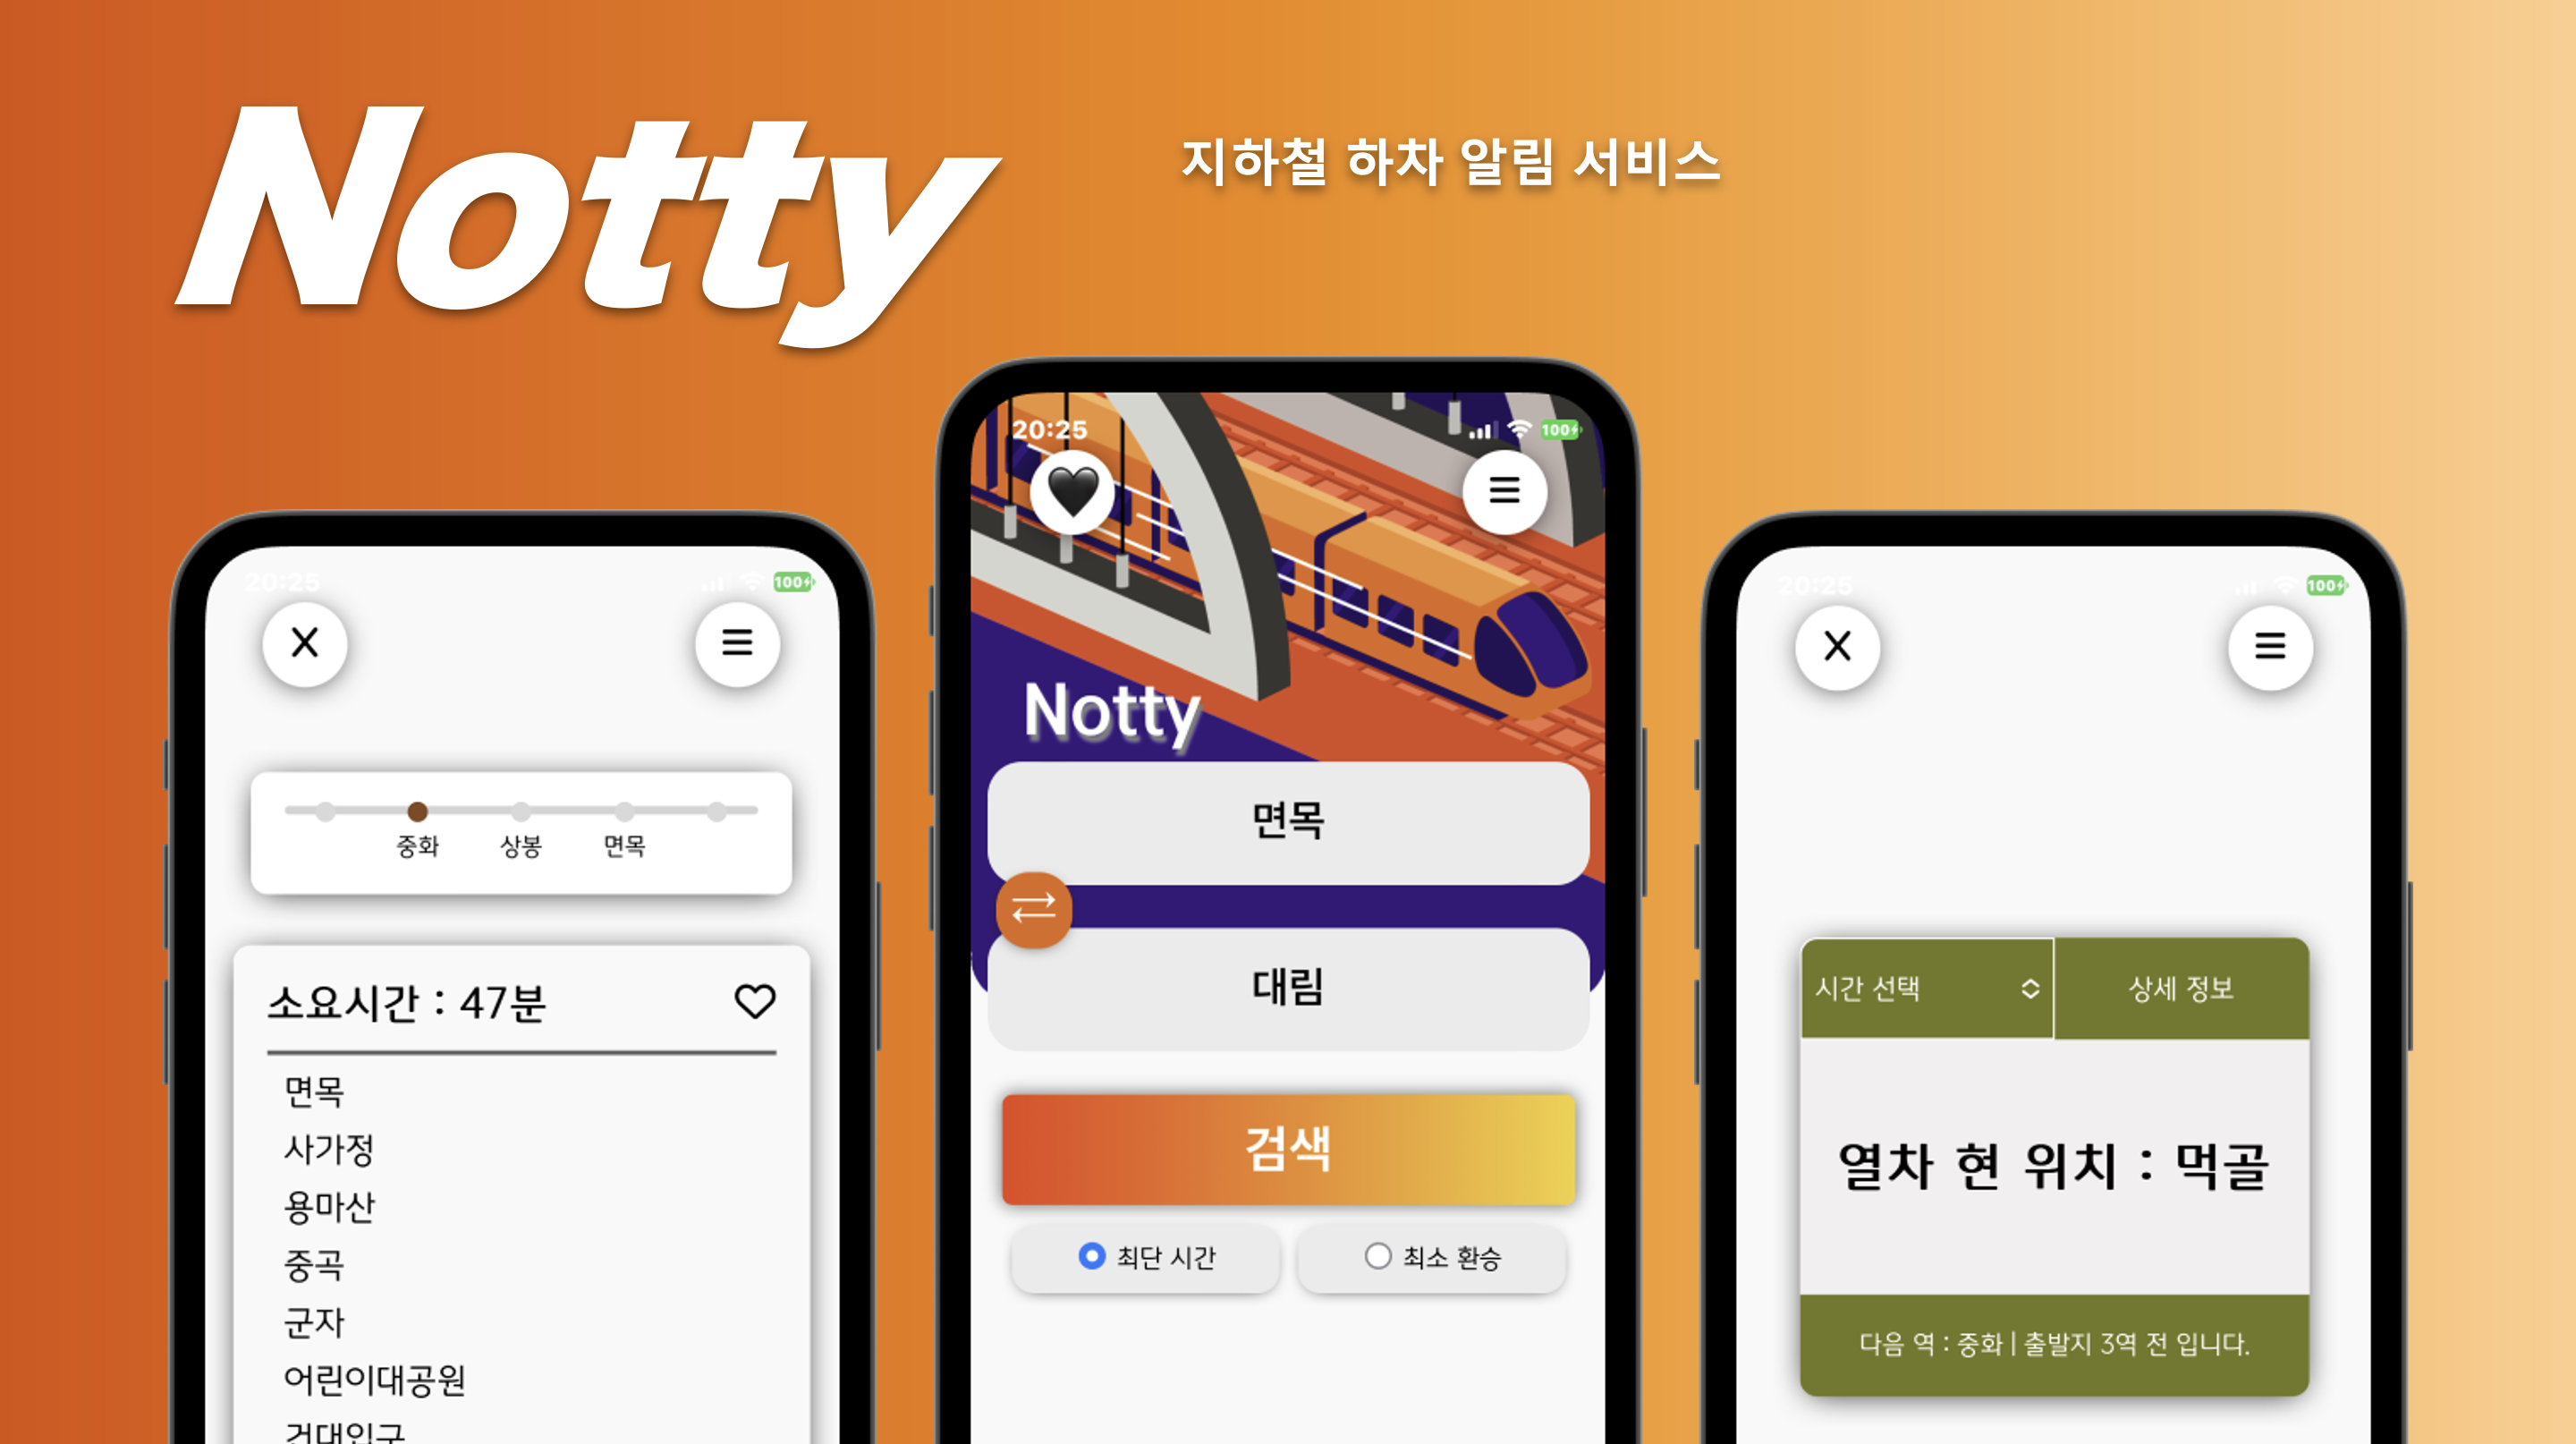 Notty
지하철 하차 알림 서비스
20:25
100
X
중화 상봉 면목
소요시간 : 47분
면목
사가정
용마산
중곡
군자
어린이대공원
건대입구
20:25
100
Notty
면목
대림
검색
최단 시간
최소 환승
20:25
100
X
시간 선택
상세 정보
열차 현 위치 : 먹골
다음 역 : 중화 | 출발지 3역 전 입니다.